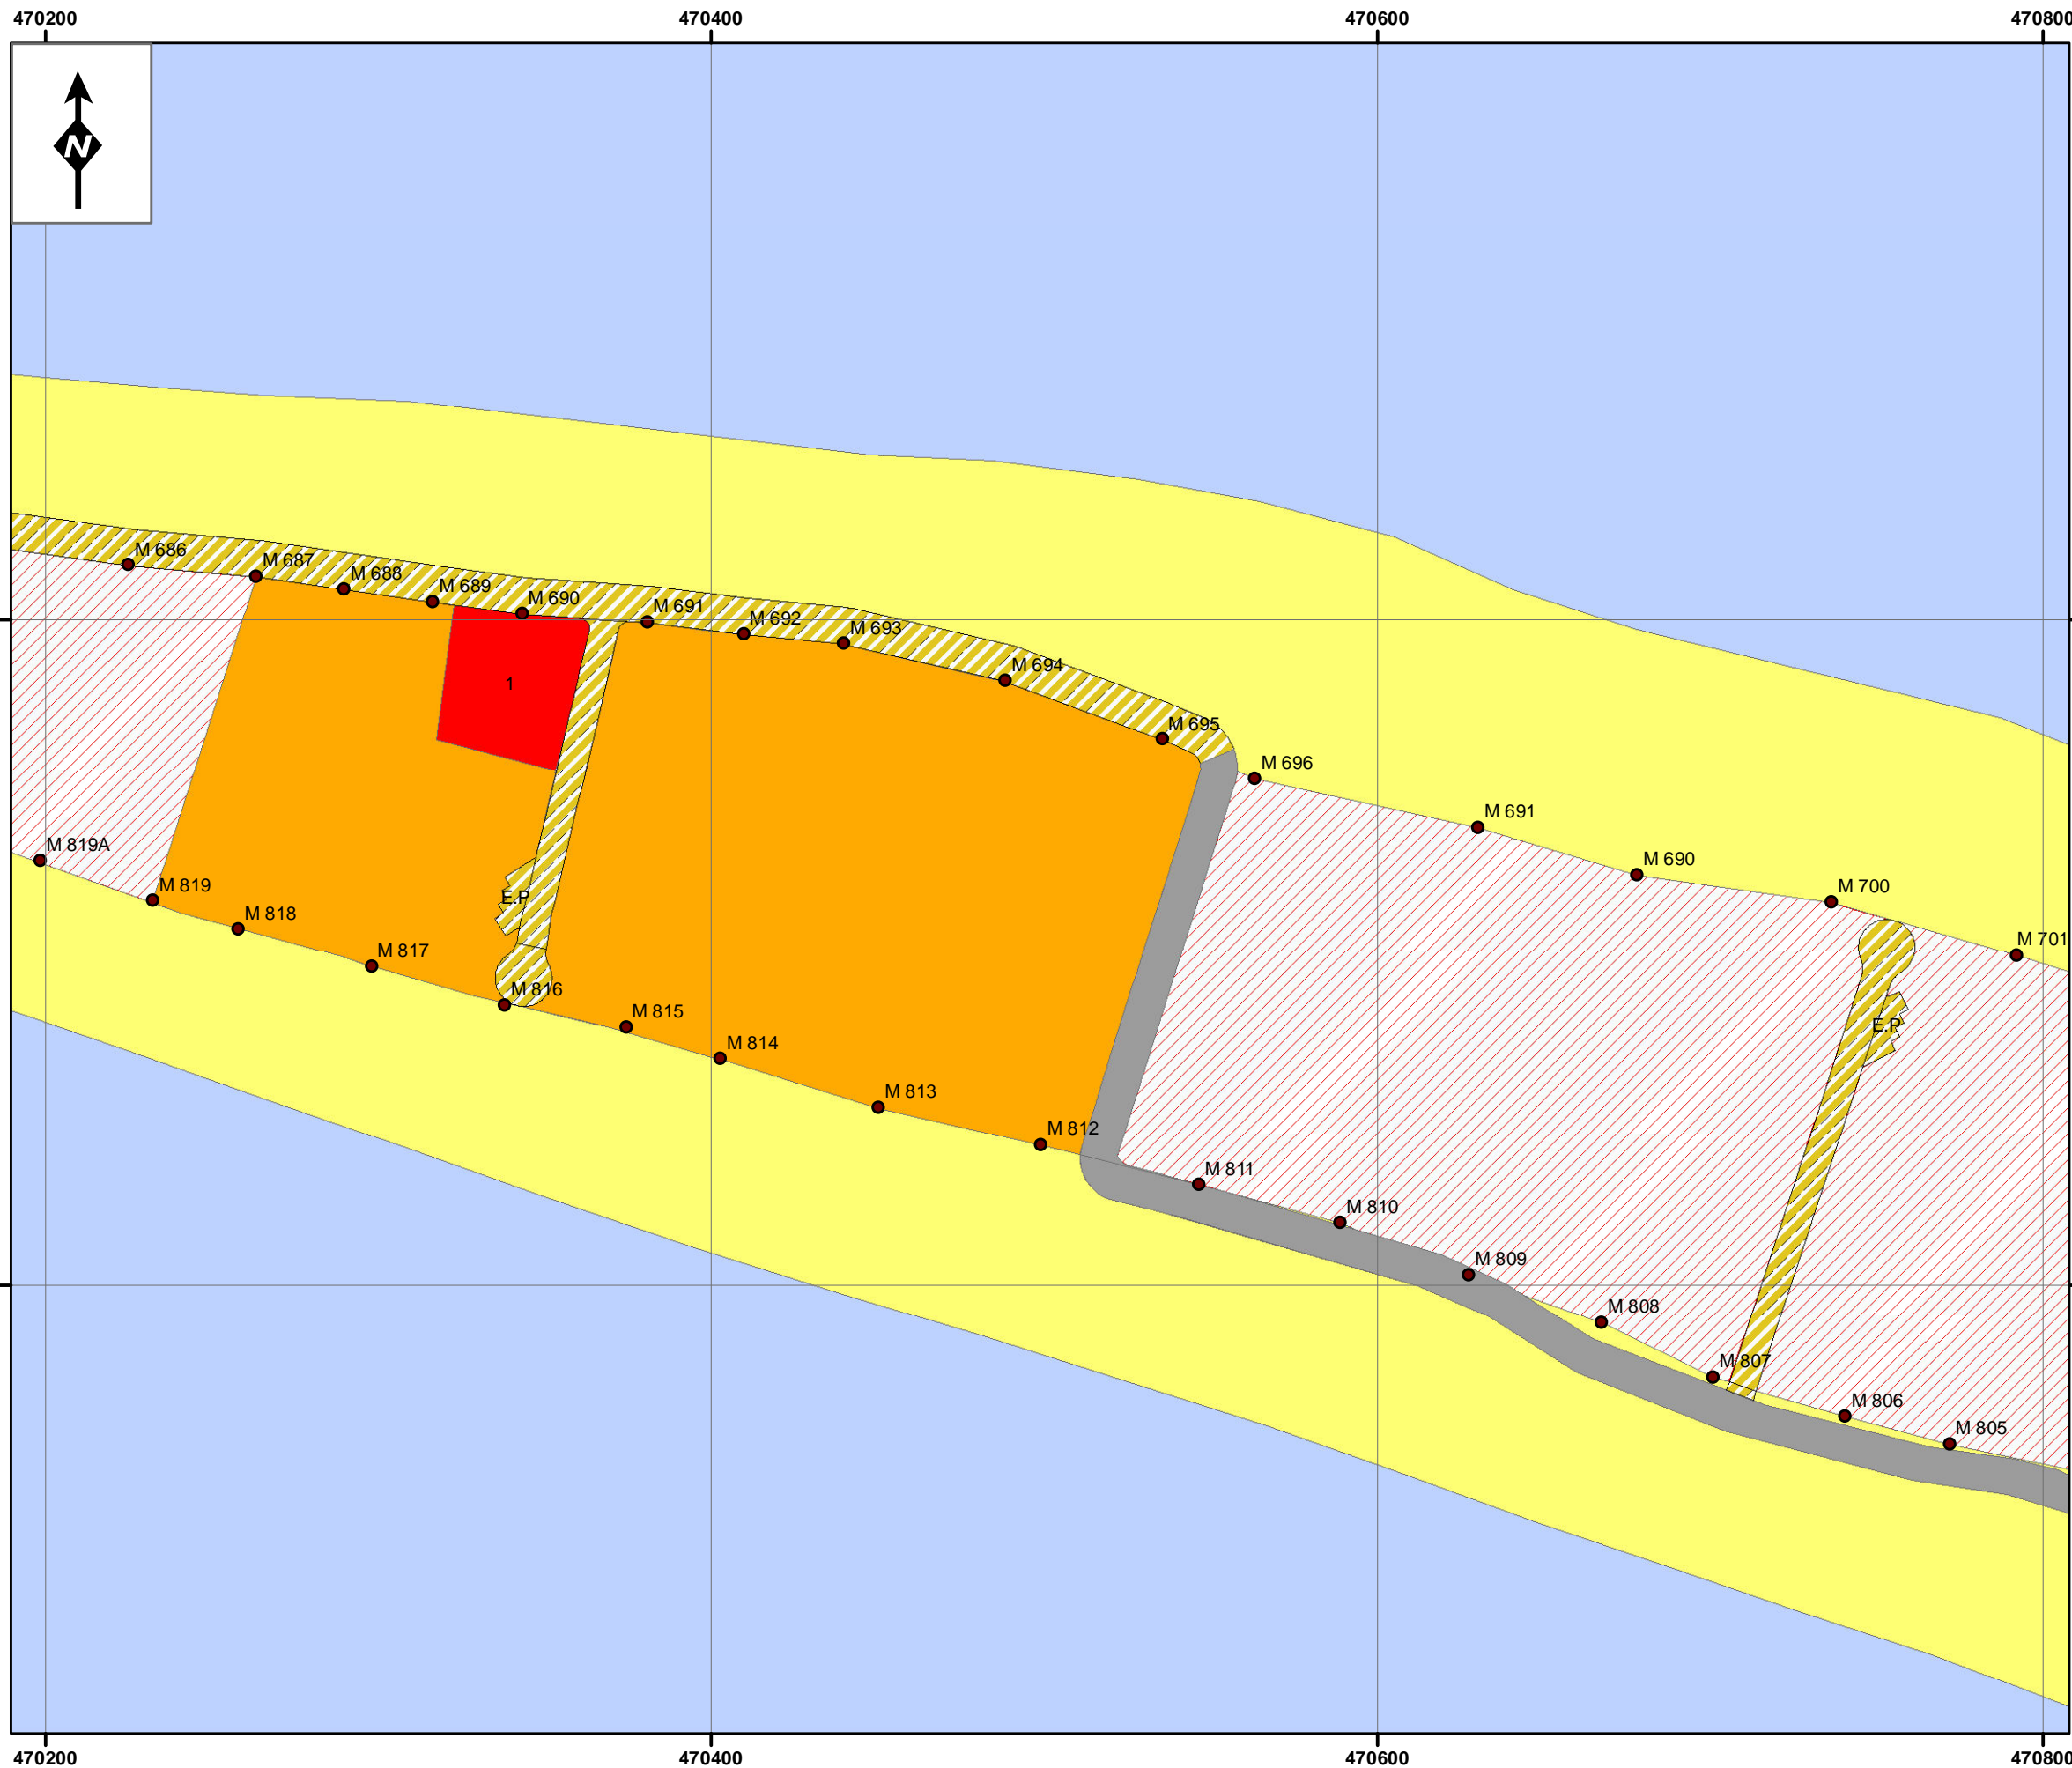 470200 470400 470600 470800
N
M 686
M 687
M 688
M 689
M 690
M 691
M 692
M 693
1
M 694
M 695
M 696
M 691
M 819A
M 690
M 819
E.P
M 700
M 818
M 701
M 817
M 816
M 815
E.P
M 814
M 813
M 812
M 811
M 810
M 809
M 808
M 807
M 806
M 805
470200 470400 470600 470800